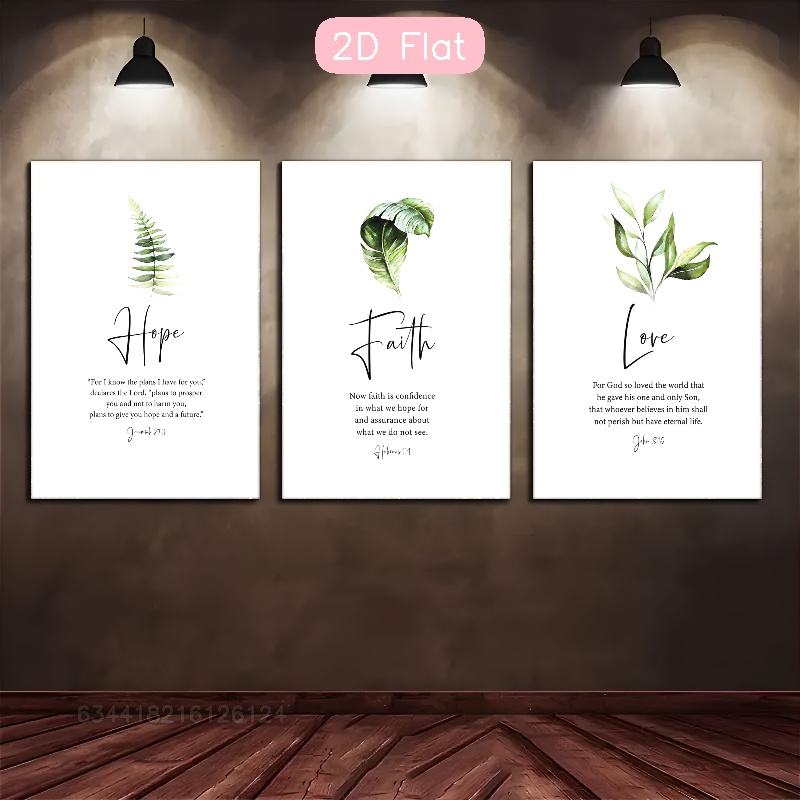 2D Flat
Hope
"For I know the plans I have for you,"
declares the Lord, "plans to prosper
you and not to harm you,
plans to give you hope and a future."
Jeremiah 29:11
Faith
Now faith is confidence
in what we hope for
and assurance about
what we do not see.
Hebrews 11:1
Love
For God so loved the world that
he gave his one and only Son,
that whoever believes in him shall
not perish but have eternal life.
John 3:16
634418216126124